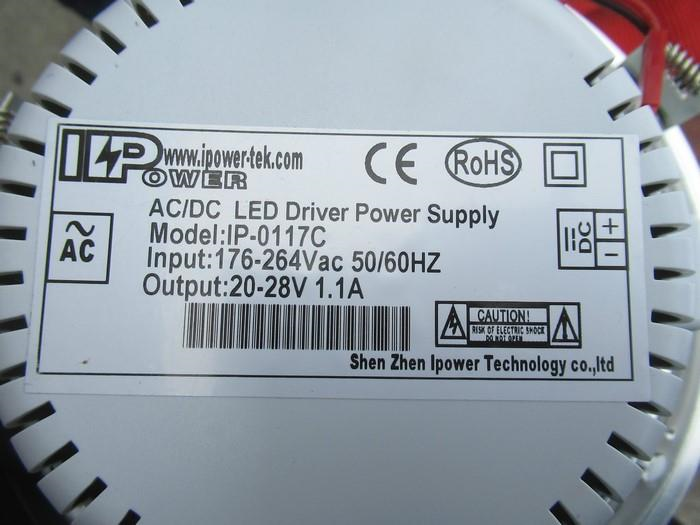 IPOWER www.ipower-tek.com
CE RoHS
AC/DC LED Driver Power Supply
Model:IP-0117C
Input:176-264Vac 50/60HZ
Output:20-28V 1.1A
AC
DC + -
CAUTION!
RISK OF ELECTRIC SHOCK
DO NOT OPEN
Shen Zhen Ipower Technology co.,ltd